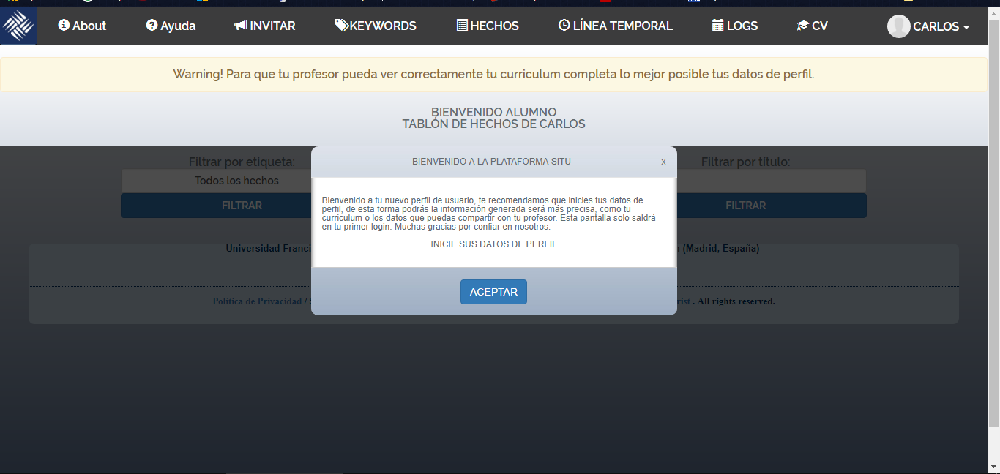 About Ayuda INVITAR KEYWORDS HECHOS LÍNEA TEMPORAL LOGS CV CARLOS
Warning! Para que tu profesor pueda ver correctamente tu curriculum completa lo mejor posible tus datos de perfil.
BIENVENIDO ALUMNO
TABLÓN DE HECHOS DE CARLOS
Filtrar por etiqueta:
Todos los hechos
FILTRAR
Filtrar por titulo:
FILTRAR
BIENVENIDO A LA PLATAFORMA SITU x
Bienvenido a tu nuevo perfil de usuario, te recomendamos que inicies tus datos de
perfil, de esta forma podrás la información generada será más precisa, como tu
curriculum o los datos que puedas compartir con tu profesor. Esta pantalla solo saldrá
en tu primer login. Muchas gracias por confiar en nosotros.
INICIE SUS DATOS DE PERFIL
ACEPTAR
Universidad Franci (Madrid, España)
Política de Privacidad / . All rights reserved.